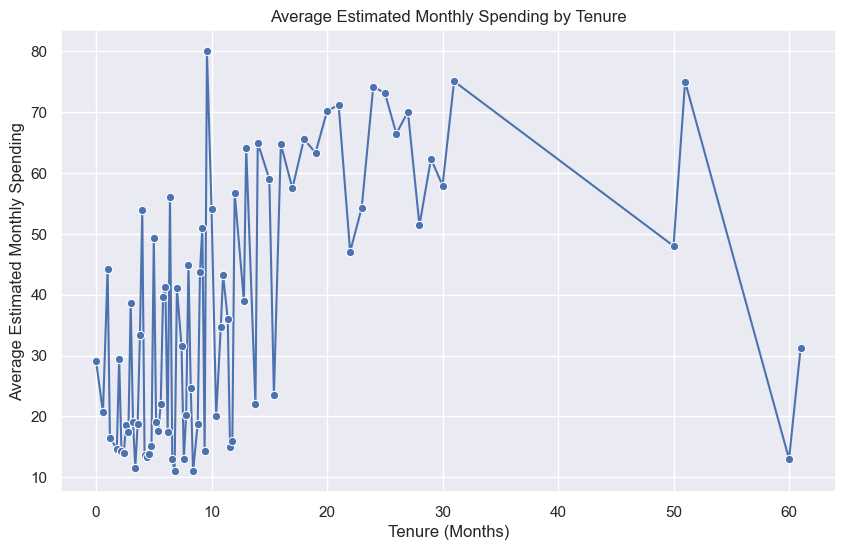 Average Estimated Monthly Spending by Tenure
80
70
60
50
40
30
20
10
Average Estimated Monthly Spending
0 10 20 30 40 50 60
Tenure (Months)